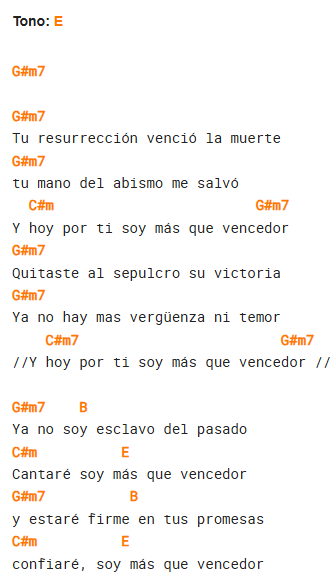 Tono: E
G#m7
G#m7
Tu resurrección venció la muerte
G#m7
tu mano del abismo me salvó
C#m G#m7
Y hoy por ti soy más que vencedor
G#m7
Quitaste al sepulcro su victoria
G#m7
Ya no hay mas vergüenza ni temor
C#m7 G#m7
//Y hoy por ti soy más que vencedor //
G#m7 B
Ya no soy esclavo del pasado
C#m E
Cantaré soy más que vencedor
G#m7 B
y estaré firme en tus promesas
C#m E
confiaré, soy más que vencedor